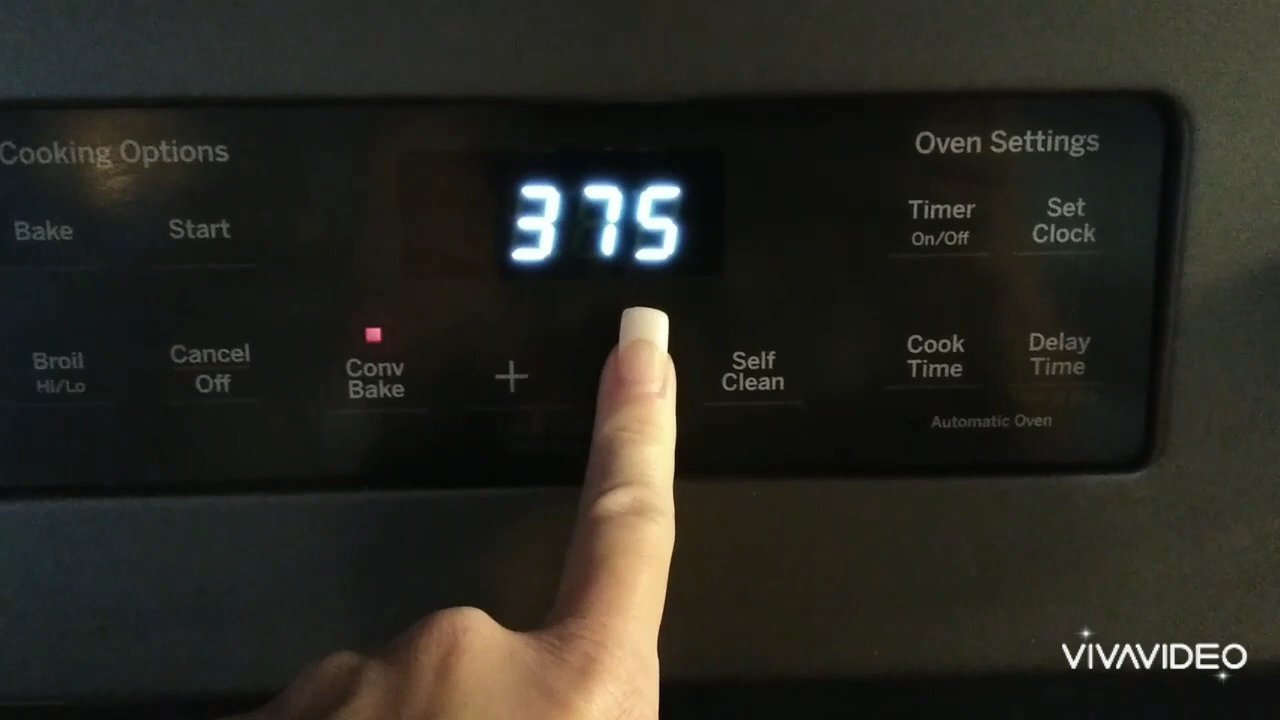 Cooking Options
375
Oven Settings
Bake
Start
Timer
On/Off
Set
Clock
Broil
Hi/Lo
Cancel
Off
Conv
Bake
+
Self
Clean
Cook
Time
Delay
Time
Automatic Oven
VIVAVIDEO